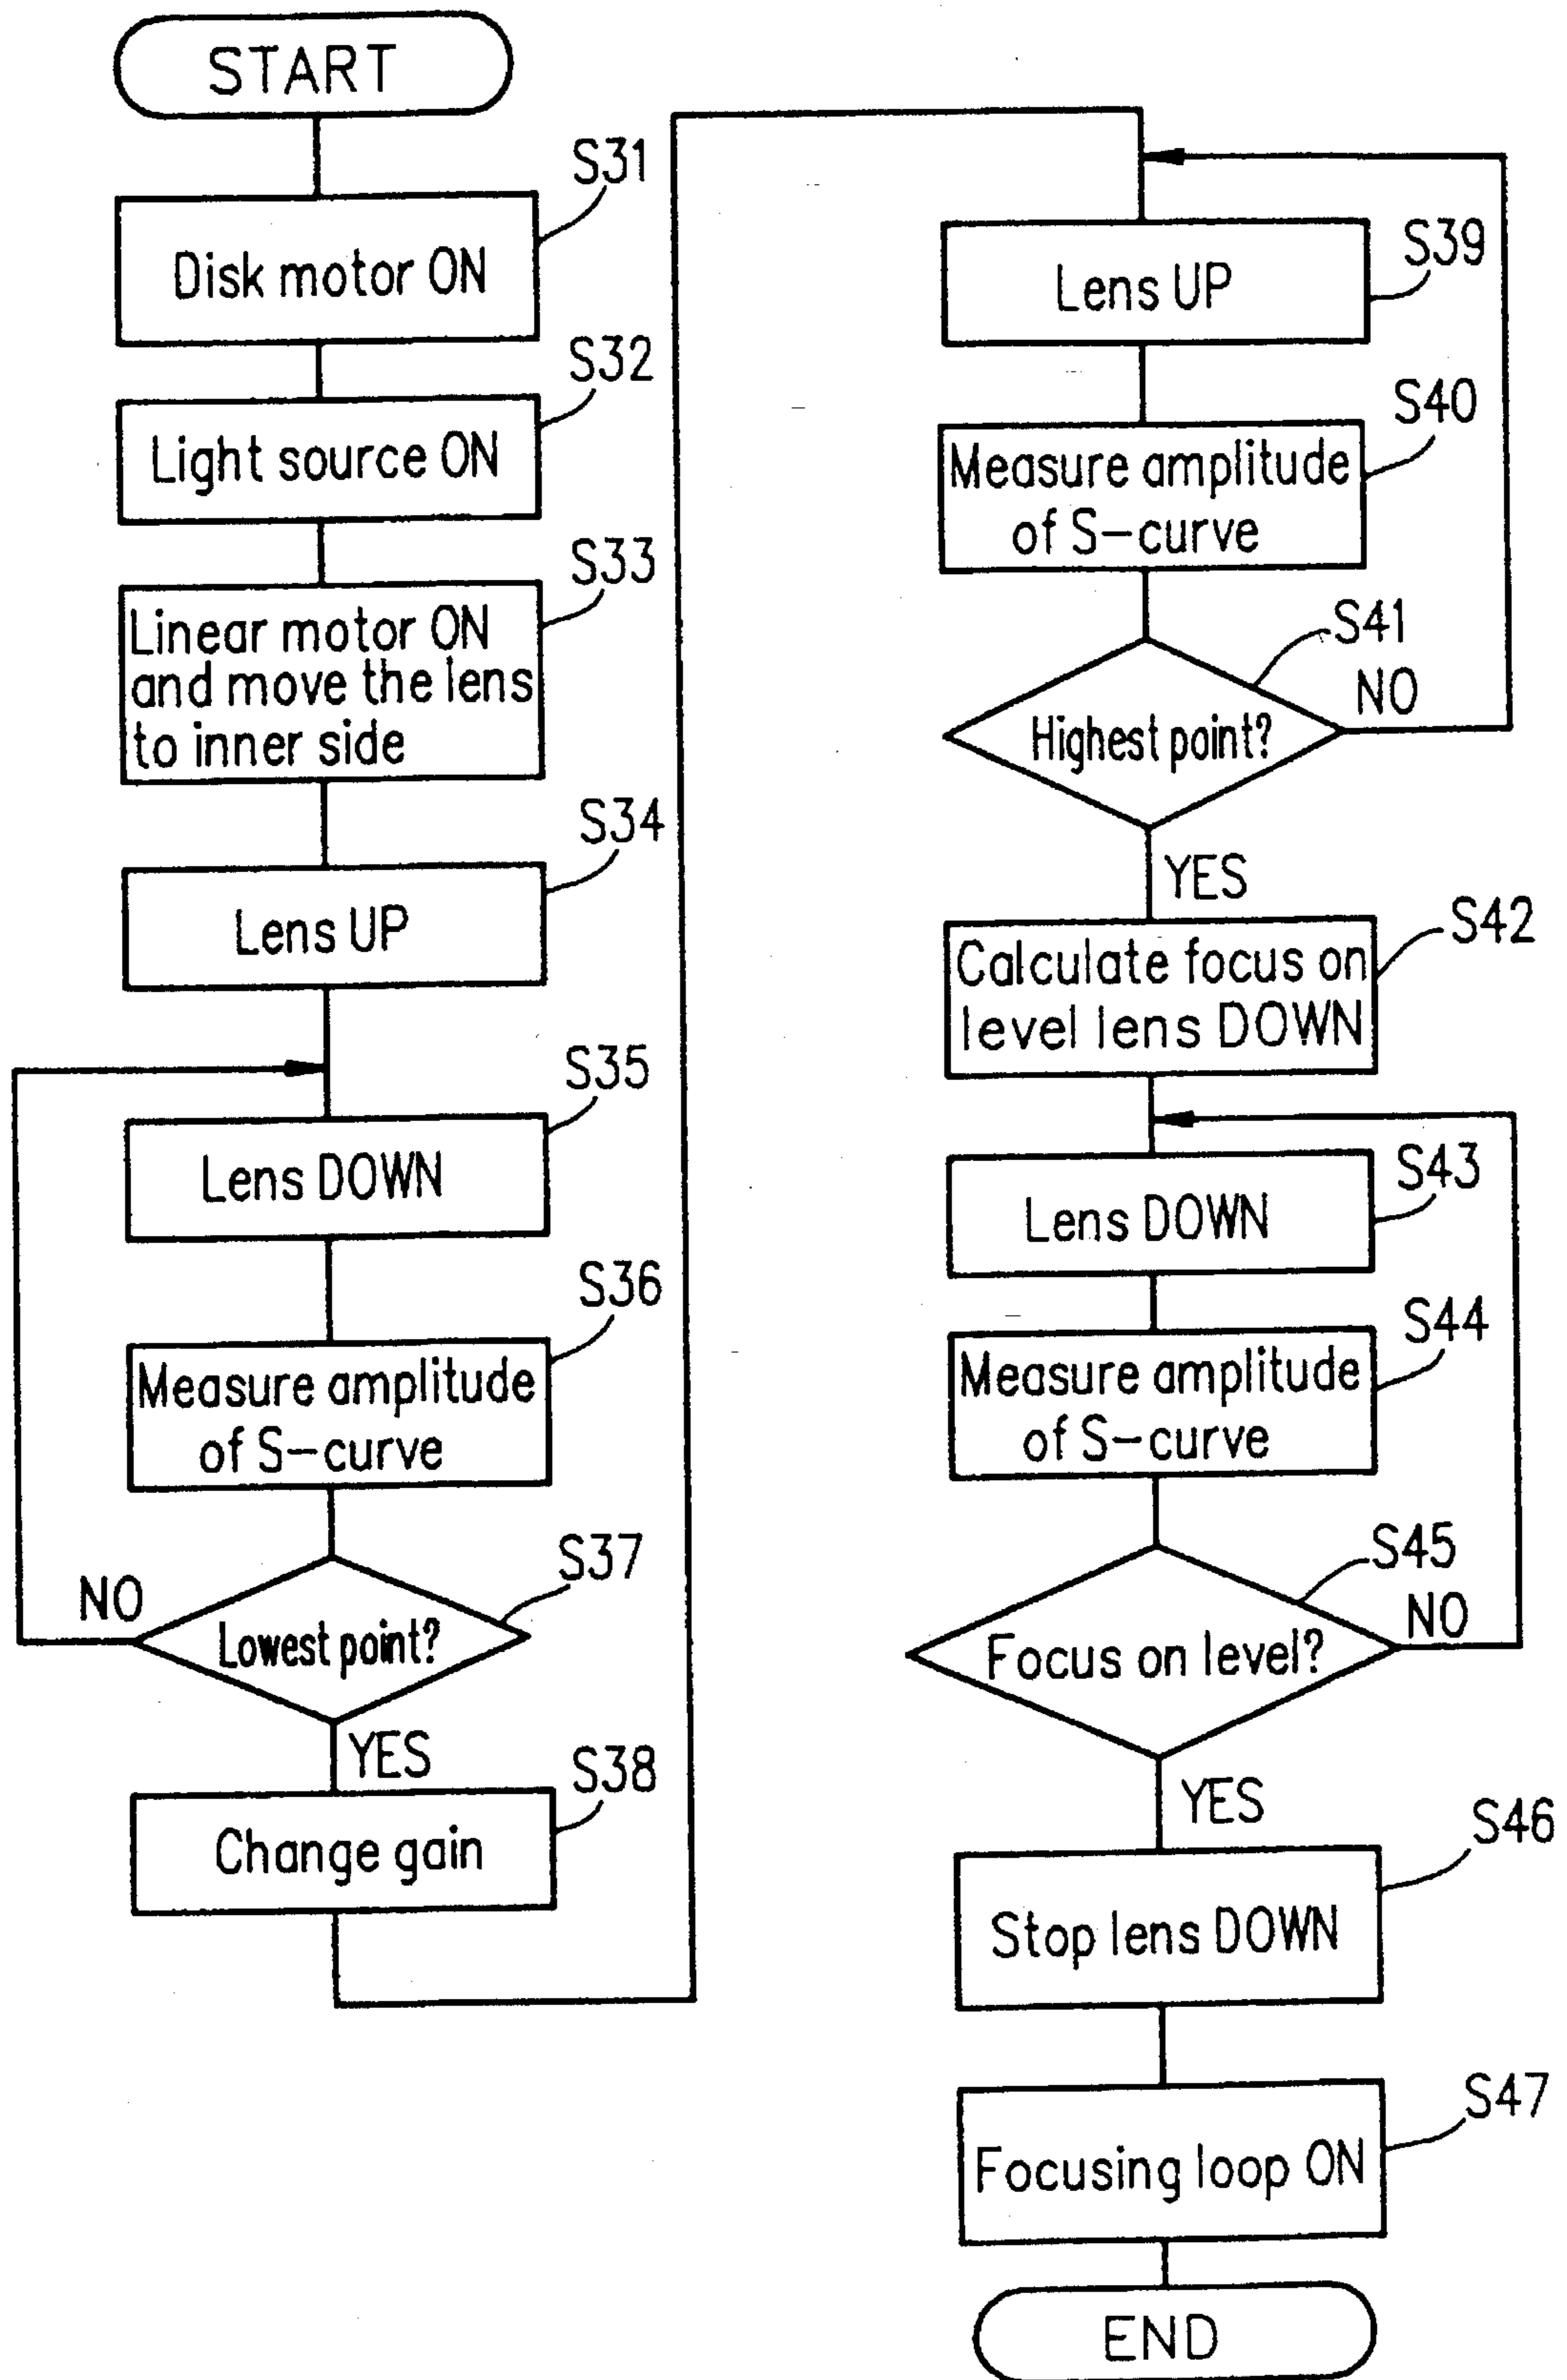 START
S31
Disk motor ON
S32
Light source ON
S33
Linear motor ON
and move the lens
to inner side
S34
Lens UP
S35
Lens DOWN
S36
Measure amplitude
of S-curve
S37
NO
Lowest point?
YES
S38
Change gain
S39
Lens UP
S40
Measure amplitude
of S-curve
S41
NO
Highest point?
YES
S42
Calculate focus on
level lens DOWN
S43
Lens DOWN
S44
Measure amplitude
of S-curve
S45
NO
Focus on level?
YES
S46
Stop lens DOWN
S47
Focusing loop ON
END